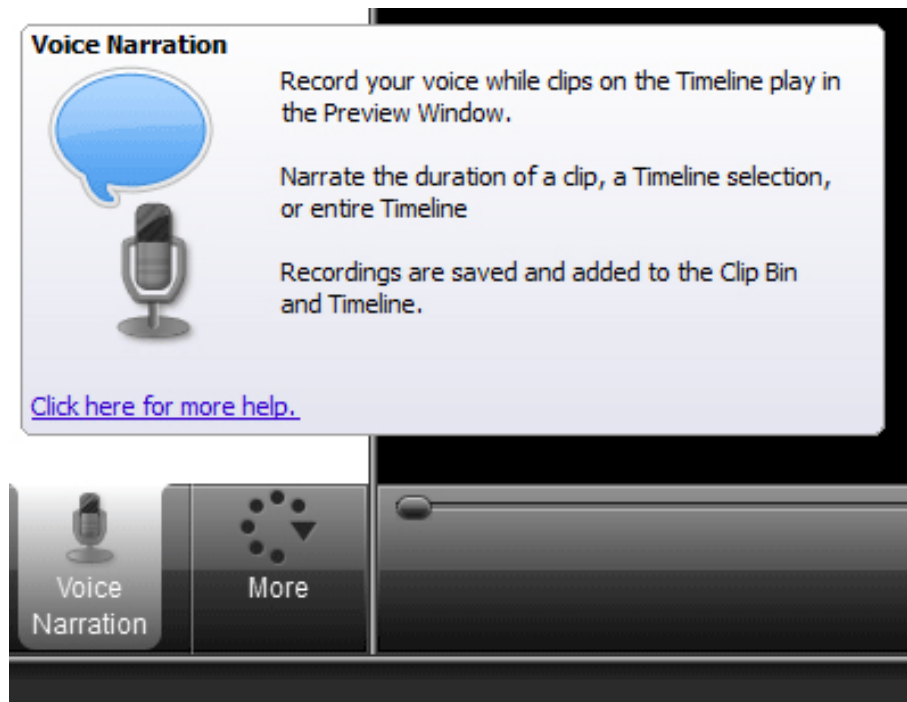 Voice Narration
Record your voice while clips on the Timeline play in
the Preview Window.
Narrate the duration of a clip, a Timeline selection,
or entire Timeline
Recordings are saved and added to the Clip Bin
and Timeline.
Click here for more help.
Voice
Narration
More